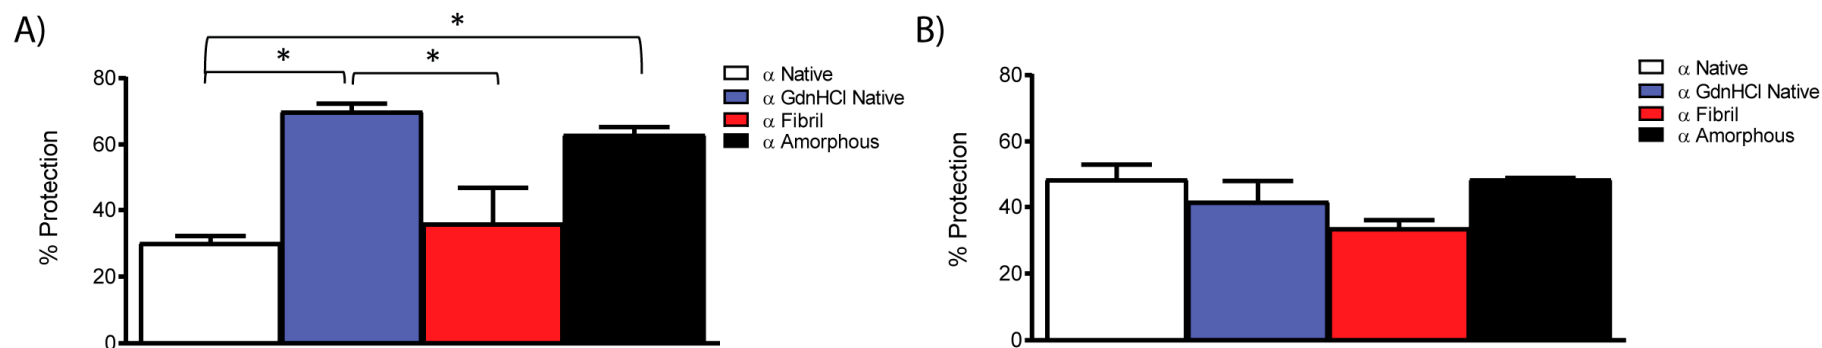 A)
*
*
*
% Protection
80
60
40
20
0
α Native
α GdnHCl Native
α Fibril
α Amorphous
B)
% Protection
80
60
40
20
0
α Native
α GdnHCl Native
α Fibril
α Amorphous